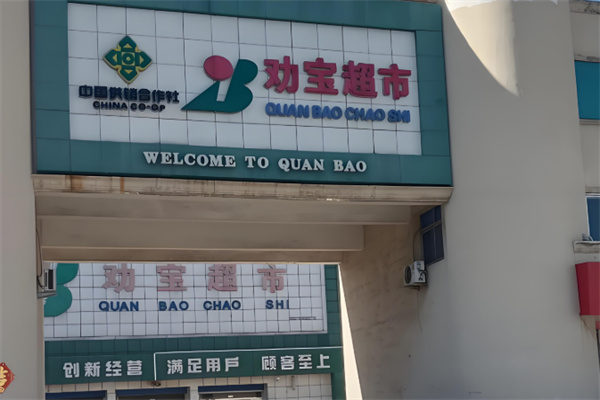 中国供销合作社
CHINA CO-OP
劝宝超市
QUAN BAO CHAO SHI
WELCOME TO QUAN BAO
劝宝超市
QUAN BAO CHAO SHI
创新经营 满足用戶 顾客至上